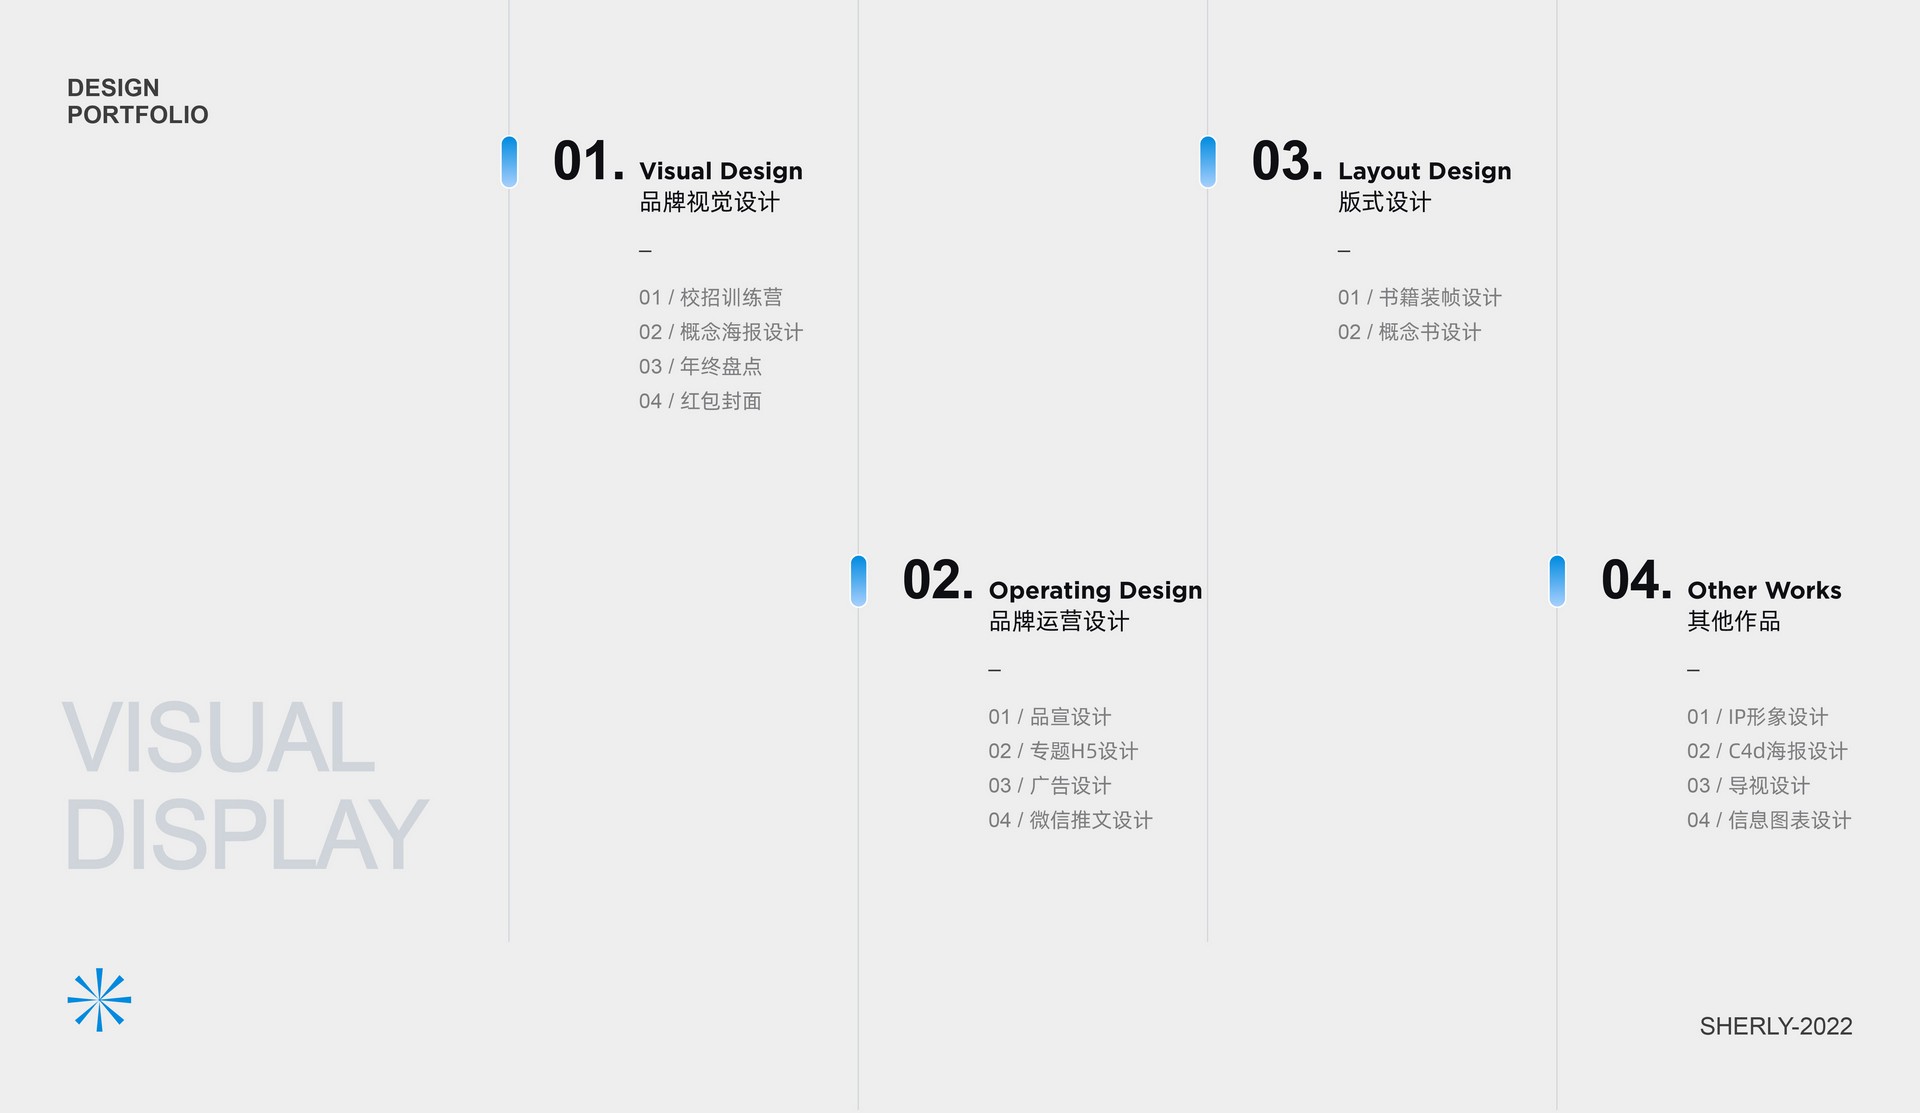 DESIGN
PORTFOLIO
01. Visual Design
品牌视觉设计
–
01 / 校招训练营
02 / 概念海报设计
03 / 年终盘点
04 / 红包封面
02. Operating Design
品牌运营设计
–
01 / 品宣设计
02 / 专题H5设计
03 / 广告设计
04 / 微信推文设计
03. Layout Design
版式设计
–
01 / 书籍装帧设计
02 / 概念书设计
04. Other Works
其他作品
–
01 / IP形象设计
02 / C4d海报设计
03 / 导视设计
04 / 信息图表设计
VISUAL
DISPLAY
SHERLY-2022